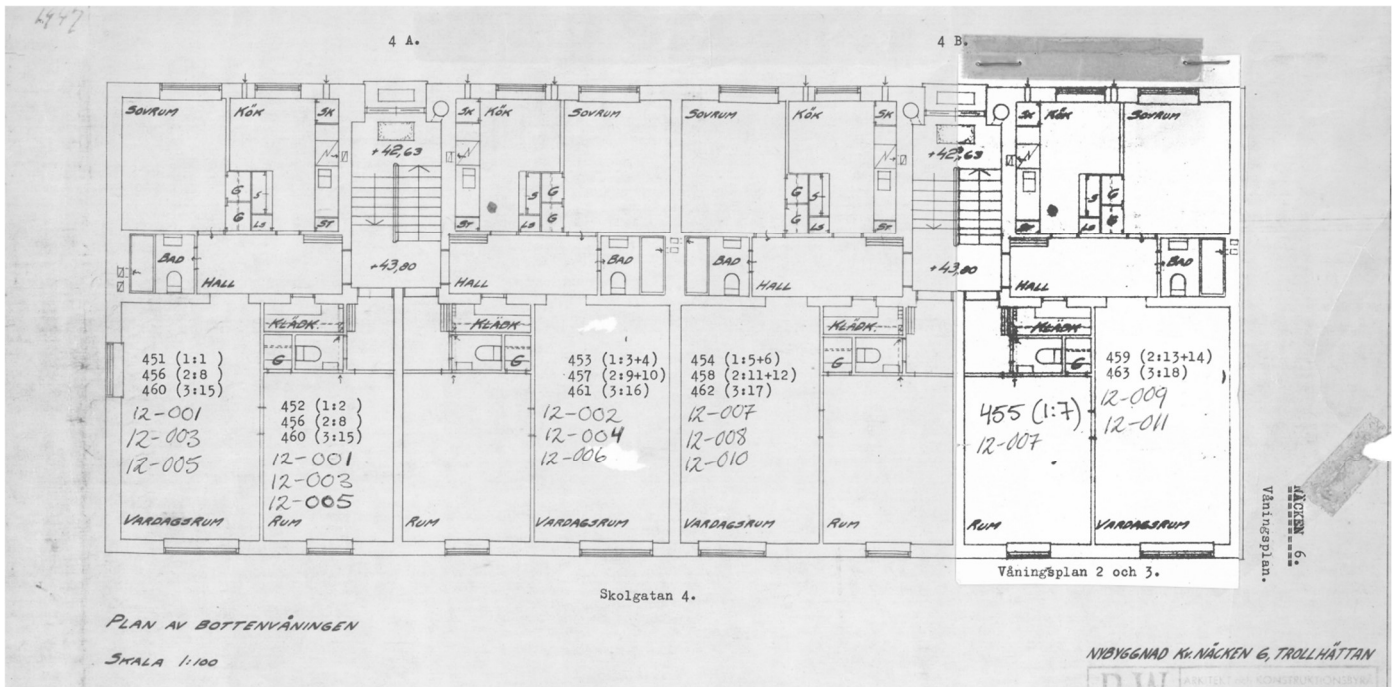 4 A.
4 B.
SOVRUM
KÖK
SK
SK
KÖK
SOVRUM
SOVRUM
KÖK
SK
SK
KÖK
SOVRUM
+42,63
+42,63
G
S
G
LS
ST
ST
S
G
LS
G
G
S
G
LS
ST
ST
S
G
LS
G
BAD
HALL
+43,80
HALL
BAD
BAD
HALL
+43,80
HALL
BAD
KLÄDK.
G
KLÄDK.
G
KLÄDK.
G
KLÄDK.
G
451 (1:1 )
456 (2:8 )
460 (3:15)
12-001
12-003
12-005
VARDAGSRUM
452 (1:2 )
456 (2:8 )
460 (3:15)
12-001
12-003
12-005
RUM
RUM
453 (1:3+4)
457 (2:9+10)
461 (3:16)
12-002
12-004
12-006
VARDAGSRUM
454 (1:5+6)
458 (2:11+12)
462 (3:17)
12-007
12-008
12-010
VARDAGSRUM
RUM
455 (1:7)
12-007
RUM
459 (2:13+14)
463 (3:18)
12-009
12-011
VARDAGSRUM
Våningsplan 2 och 3.
NÄCKEN 6.
Våningsplan.
Skolgatan 4.
PLAN AV BOTTENVÅNINGEN
SKALA 1:100
NYBYGGNAD Kv. NÄCKEN 6, TROLLHÄTTAN